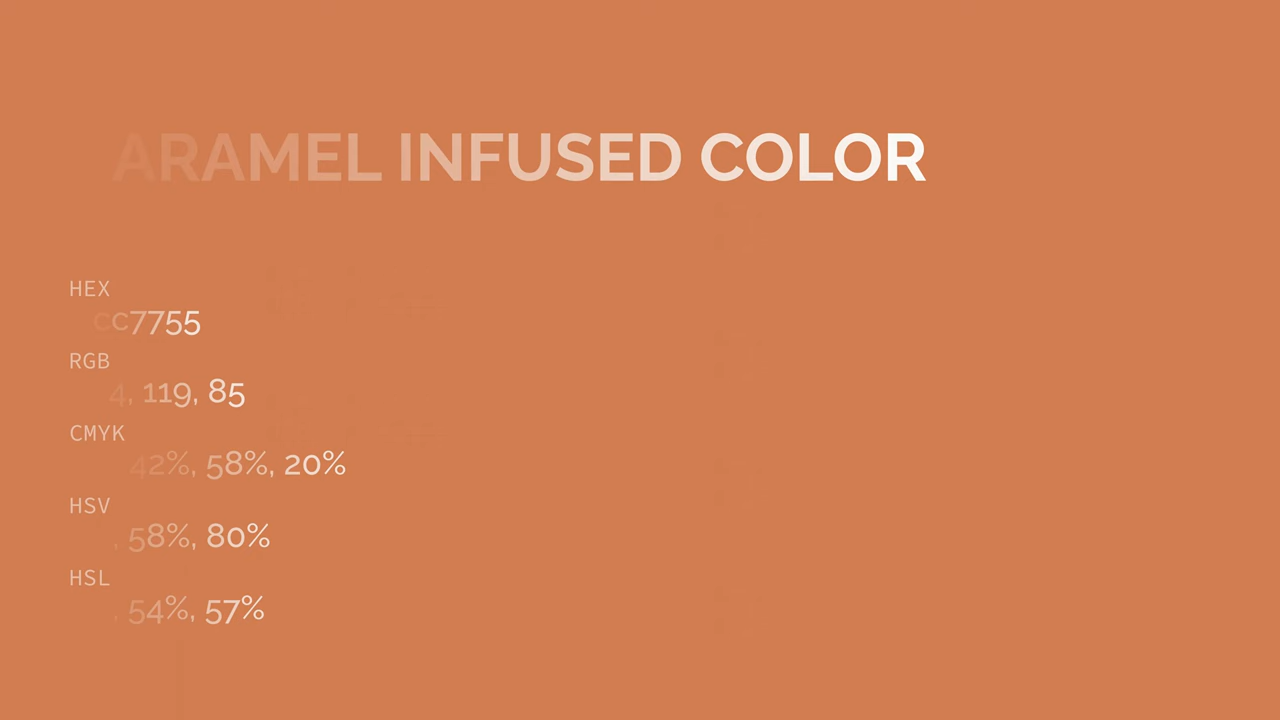 ARAMEL INFUSED COLOR
HEX
cc7755
RGB
4, 119, 85
CMYK
42%, 58%, 20%
HSV
, 58%, 80%
HSL
, 54%, 57%